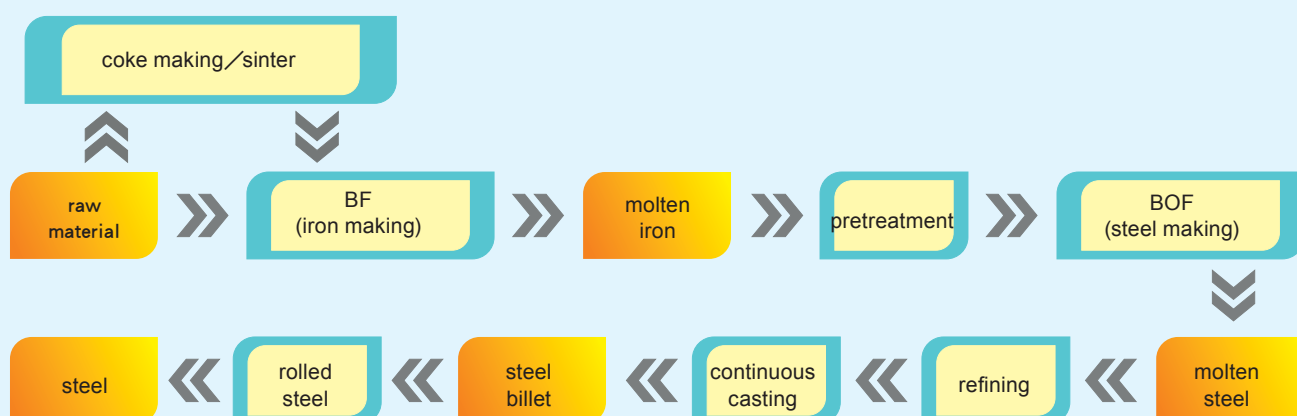 coke making／sinter
raw
material
BF
(iron making)
molten
iron
pretreatment
BOF
(steel making)
steel
rolled
steel
steel
billet
continuous
casting
refining
molten
steel